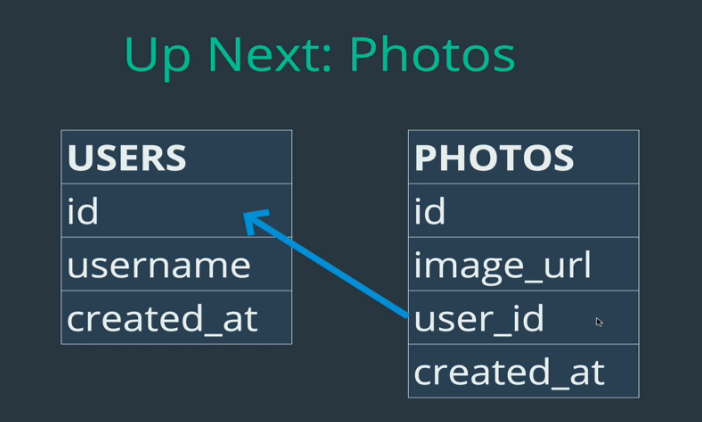 Up Next: Photos
USERS
id
username
created_at
PHOTOS
id
image_url
user_id
created_at